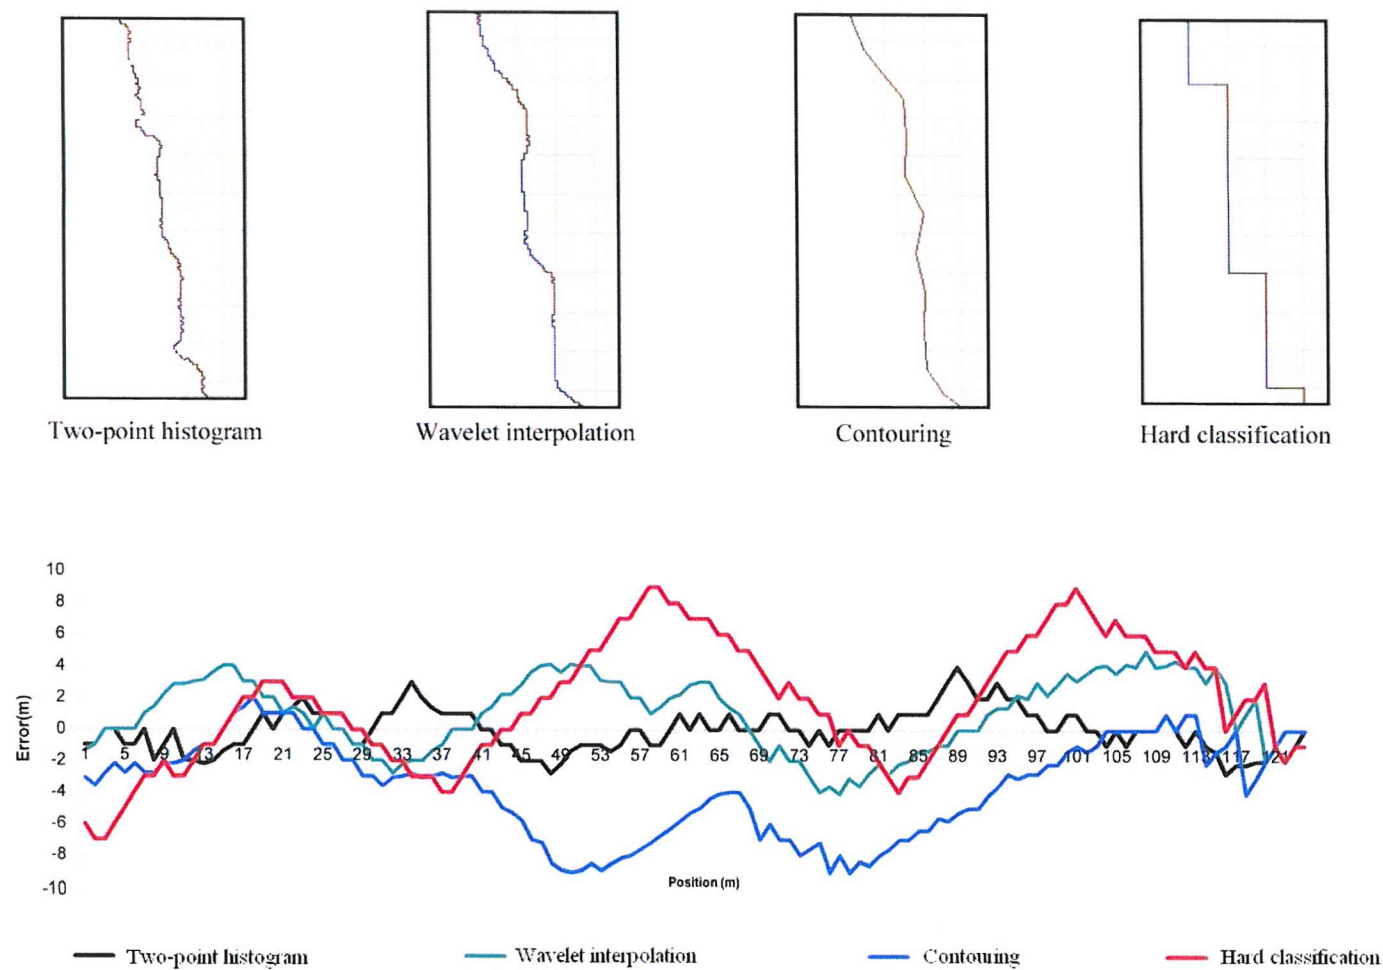 Two-point histogram Wavelet interpolation Contouring Hard classification
10
8
6
4
2
0
-2
-4
-6
-8
-10
Error(m)
1 5 9 13 17 21 25 29 33 37 41 45 49 53 57 61 65 69 73 77 81 85 89 93 97 101 105 109 113 117 121
Position (m)
Two-point histogram Wavelet interpolation Contouring Hard classification